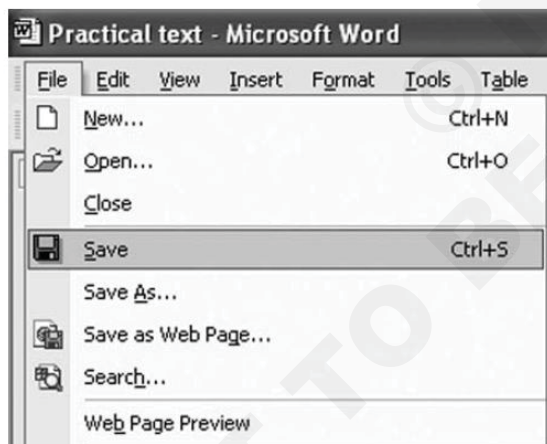 Practical text - Microsoft Word
File Edit View Insert Format Tools Table
New... Ctrl+N
Open... Ctrl+O
Close
Save Ctrl+S
Save As...
Save as Web Page...
Search...
Web Page Preview